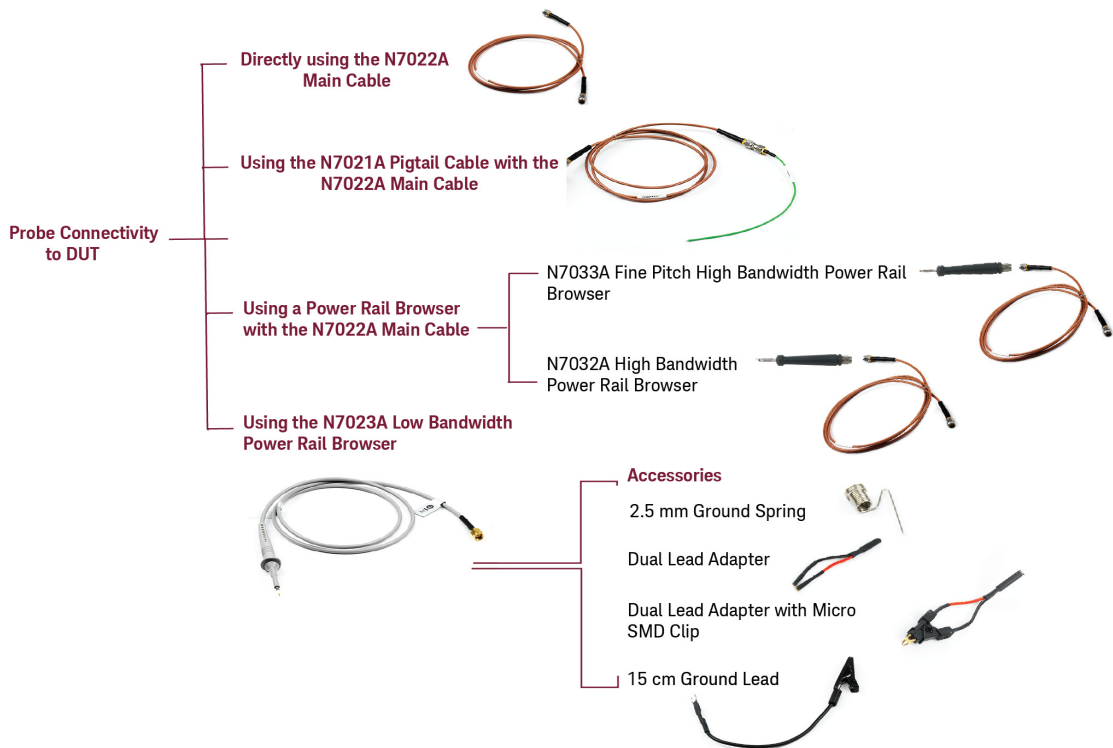 Directly using the N7022A
Main Cable
Using the N7021A Pigtail Cable with the
N7022A Main Cable
Probe Connectivity
to DUT
N7033A Fine Pitch High Bandwidth Power Rail
Browser
Using a Power Rail Browser
with the N7022A Main Cable
N7032A High Bandwidth
Power Rail Browser
Using the N7023A Low Bandwidth
Power Rail Browser
Accessories
2.5 mm Ground Spring
Dual Lead Adapter
Dual Lead Adapter with Micro
SMD Clip
15 cm Ground Lead